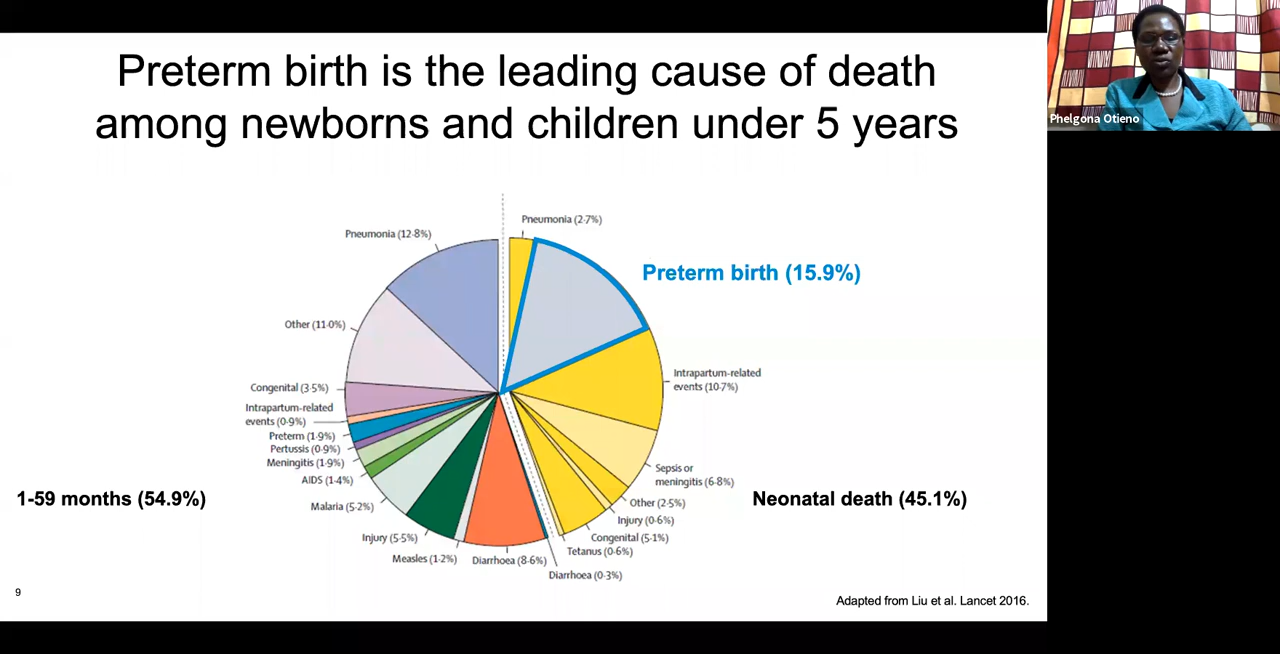 Preterm birth is the leading cause of death
among newborns and children under 5 years
Phelgona Otieno
Pneumonia (2·7%)
Pneumonia (12·8%)
Preterm birth (15.9%)
Other (11·0%)
Intrapartum-related
events (10·7%)
Congenital (3·5%)
Intrapartum-related
events (0·9%)
Preterm (1·9%)
Pertussis (0·9%)
Meningitis (1·9%)
AIDS (1·4%)
Malaria (5·2%)
Injury (5·5%)
Measles (1·2%)
Diarrhoea (8·6%)
Sepsis or
meningitis (6·8%)
Other (2·5%)
Injury (0·6%)
Congenital (5·1%)
Tetanus (0·6%)
Diarrhoea (0·3%)
1-59 months (54.9%)
Neonatal death (45.1%)
9
Adapted from Liu et al. Lancet 2016.